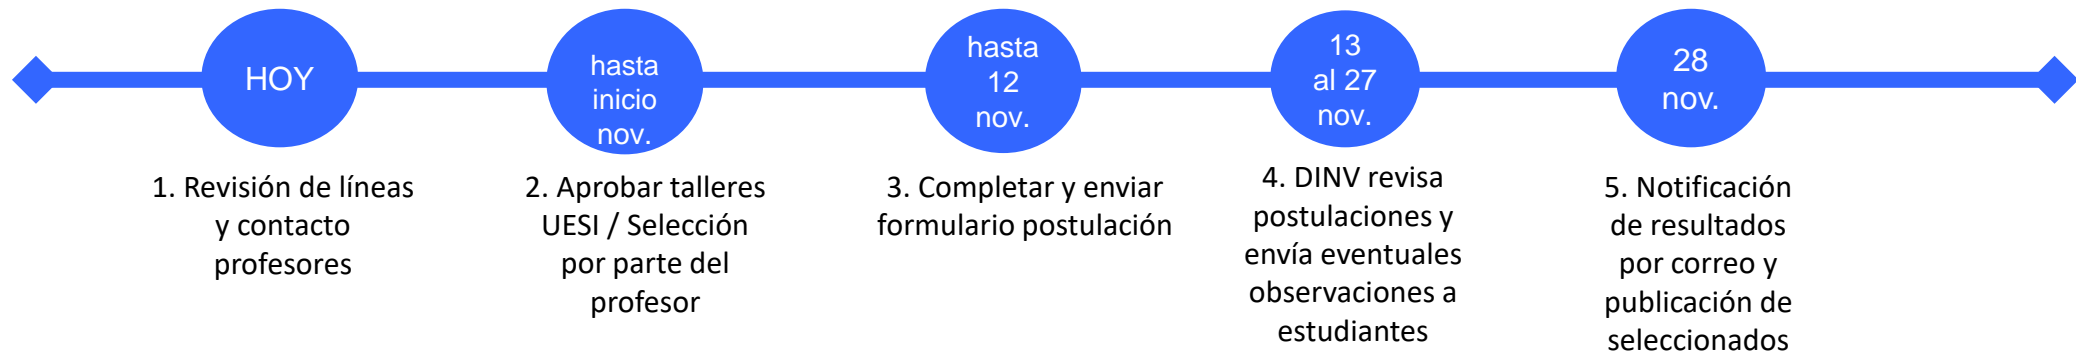 HOY
1. Revisión de líneas
y contacto
profesores
hasta
inicio
nov.
2. Aprobar talleres
UESI / Selección
por parte del
profesor
hasta
12
nov.
3. Completar y enviar
formulario postulación
13
al 27
nov.
4. DINV revisa
postulaciones y
envía eventuales
observaciones a
estudiantes
28
nov.
5. Notificación
de resultados
por correo y
publicación de
seleccionados